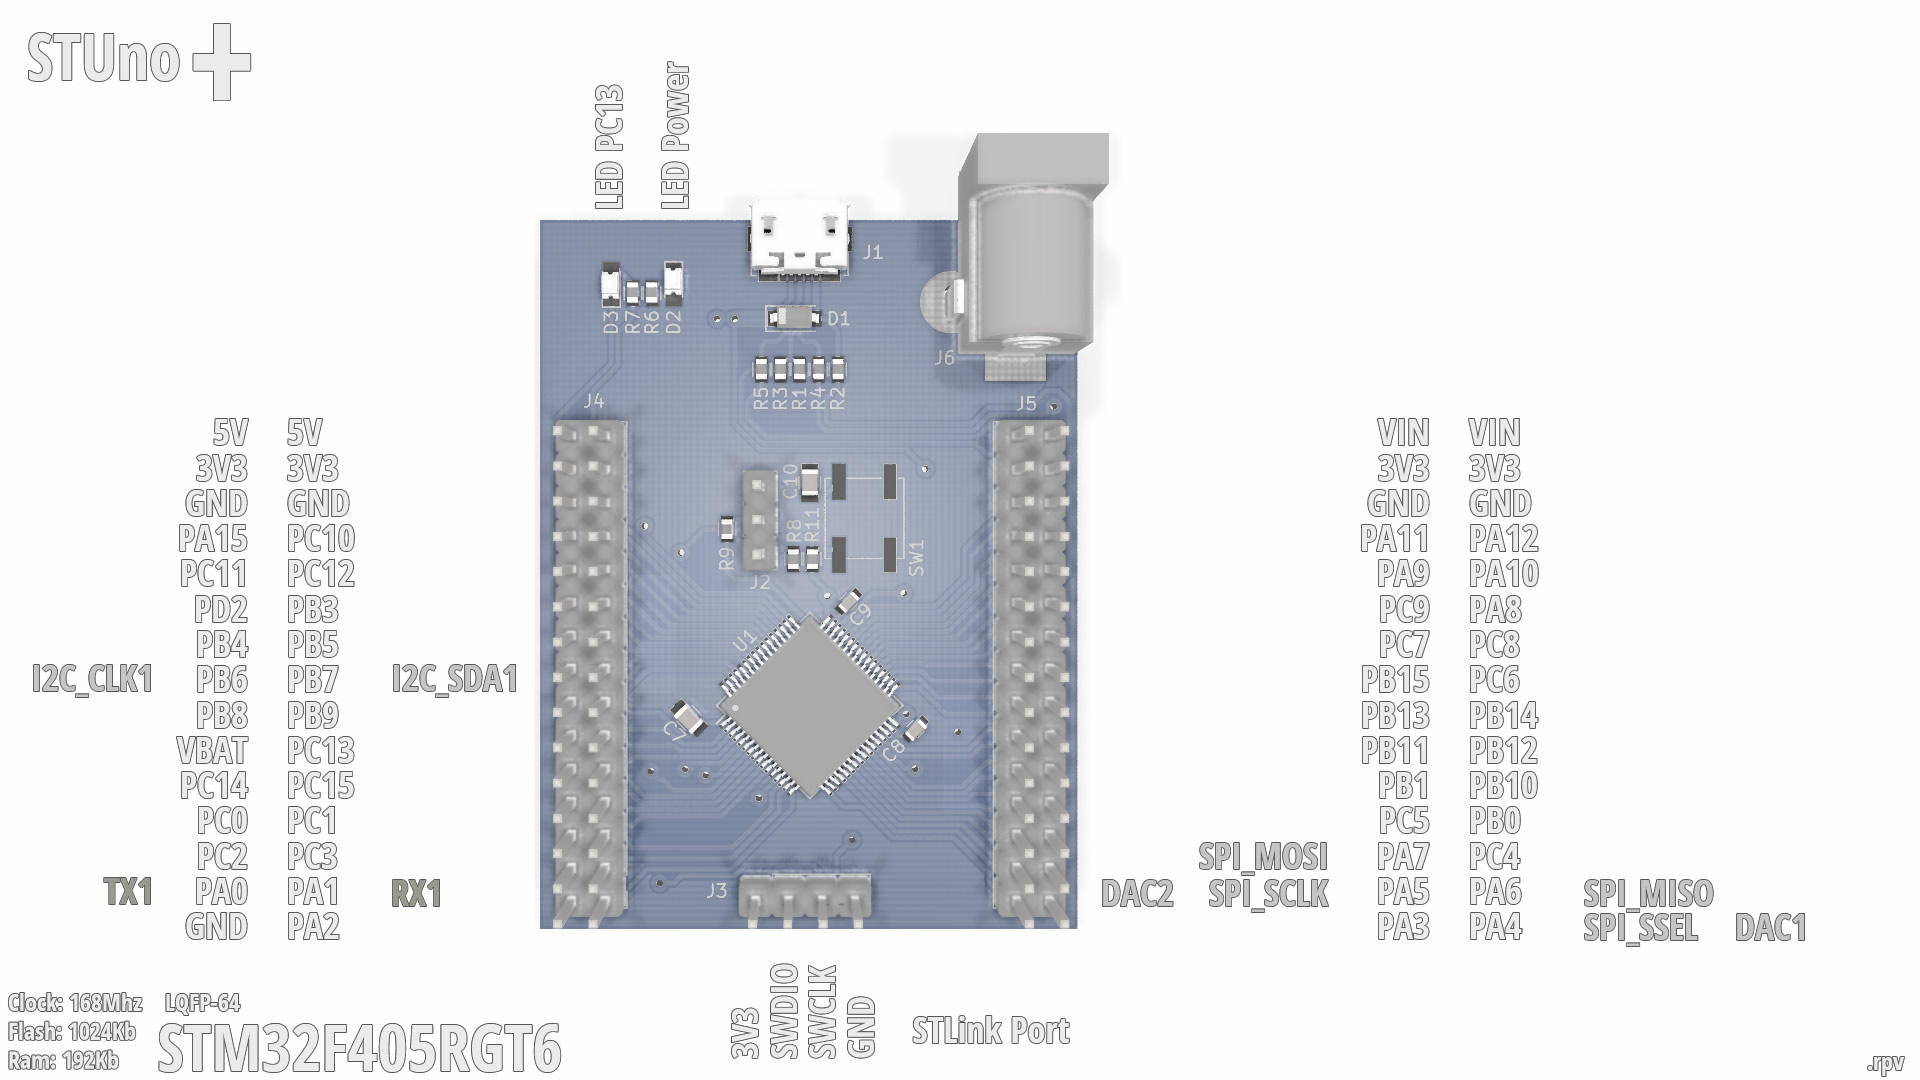 STUno +
LED PC13
LED Power
J1
D3
R7
R6
D2
D1
J6
R5
R3
R1
R4
R2
J4
J5
5V 5V
3V3 3V3
GND GND
PA15 PC10
PC11 PC12
PD2 PB3
PB4 PB5
I2C_CLK1 PB6 PB7 I2C_SDA1
PB8 PB9
VBAT PC13
PC14 PC15
PC0 PC1
PC2 PC3
TX1 PA0 PA1 RX1
GND PA2
C10
R8
R11
R9
J2
SW1
C9
U1
C7
C8
J3
VIN VIN
3V3 3V3
GND GND
PA11 PA12
PA9 PA10
PC9 PA8
PC7 PC8
PB15 PC6
PB13 PB14
PB11 PB12
PB1 PB10
PC5 PB0
SPI_MOSI PA7 PC4
DAC2 SPI_SCLK PA5 PA6 SPI_MISO
PA3 PA4 SPI_SSEL DAC1
3V3
SWDIO
SWCLK
GND
STLink Port
Clock: 168Mhz LQFP-64
Flash: 1024Kb
Ram: 192Kb
STM32F405RGT6
.rpv